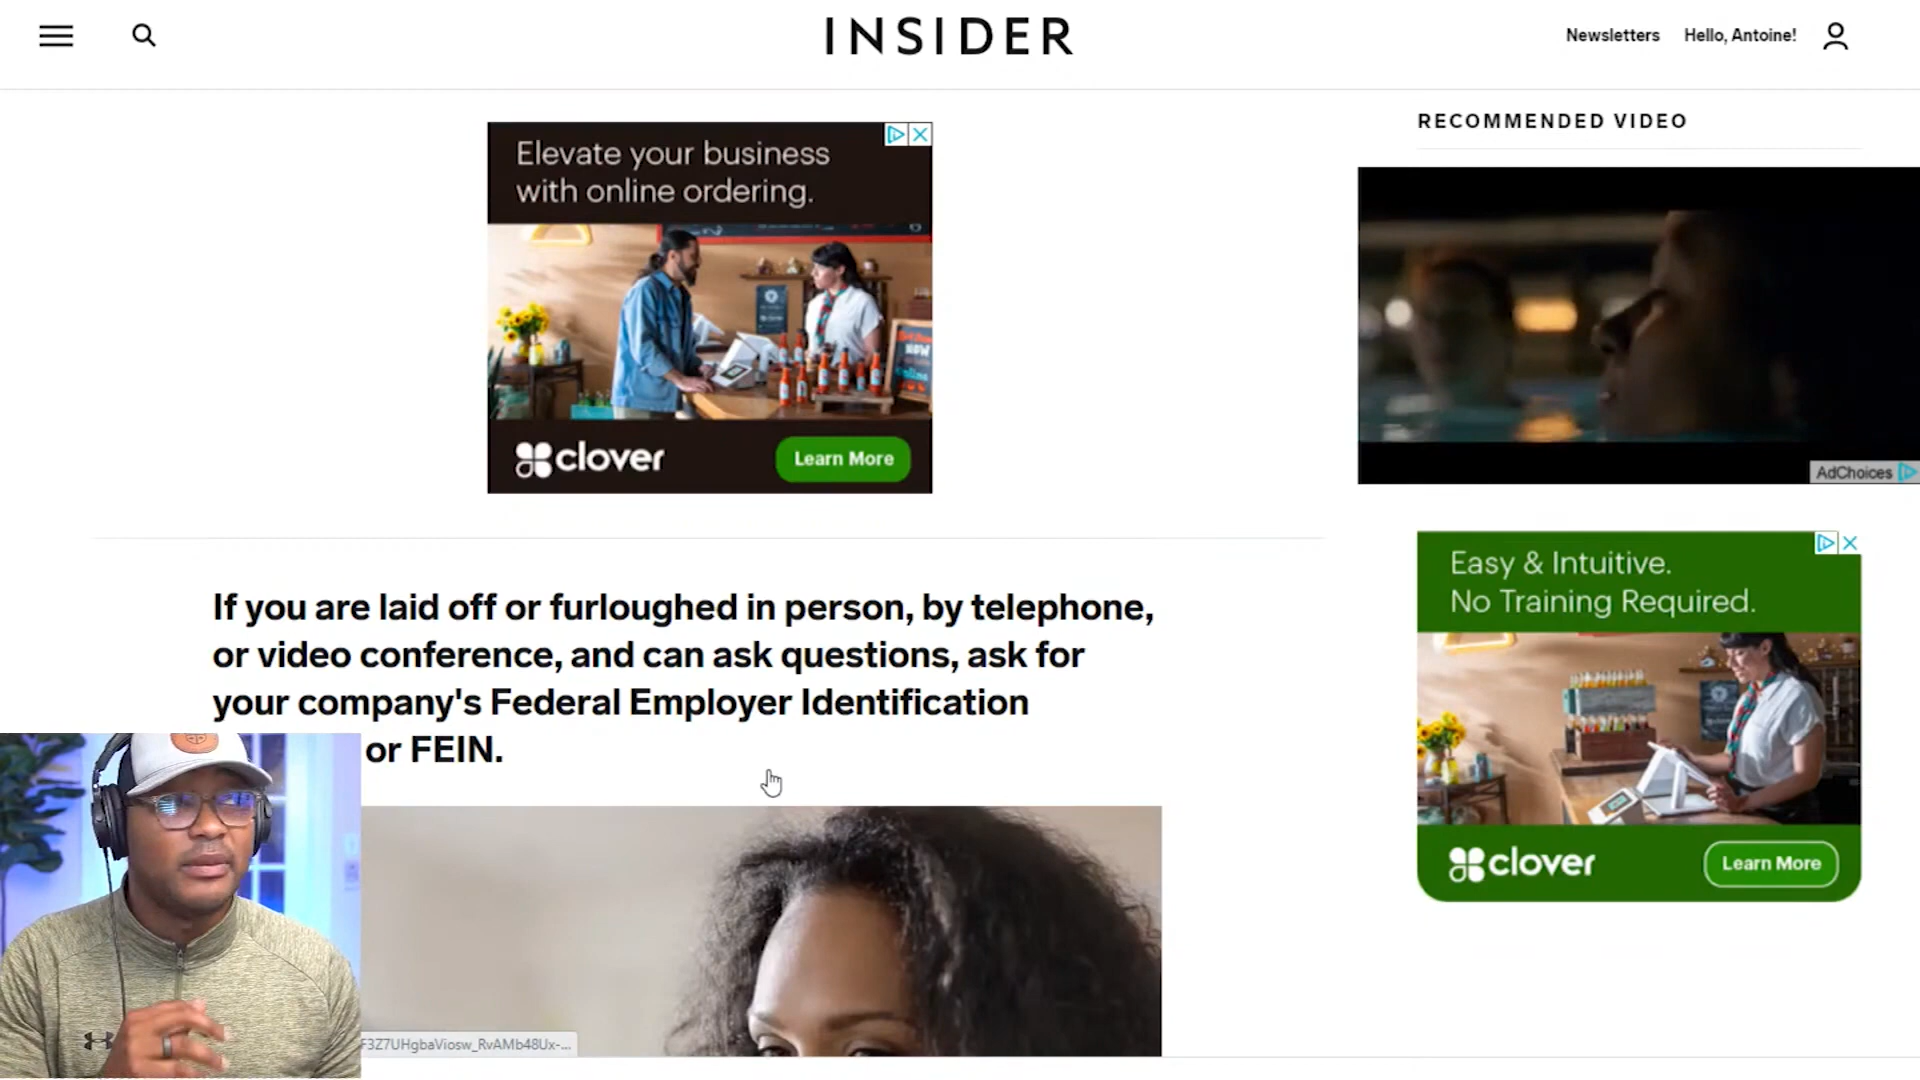 INSIDER
Newsletters Hello, Antoine!
Elevate your business
with online ordering.
clover
Learn More
RECOMMENDED VIDEO
AdChoices
If you are laid off or furloughed in person, by telephone,
or video conference, and can ask questions, ask for
your company's Federal Employer Identification
or FEIN.
Easy & Intuitive.
No Training Required.
clover
Learn More
F3Z7UHgbaViosw_RvAMb48Ux-...